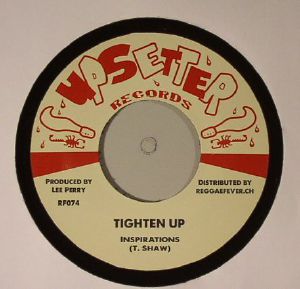 UPSETTER
RECORDS
PRODUCED BY
LEE PERRY
RF074
DISTRIBUTED BY
REGGAEFEVER.CH
TIGHTEN UP
INSPIRATIONS
(T. SHAW)